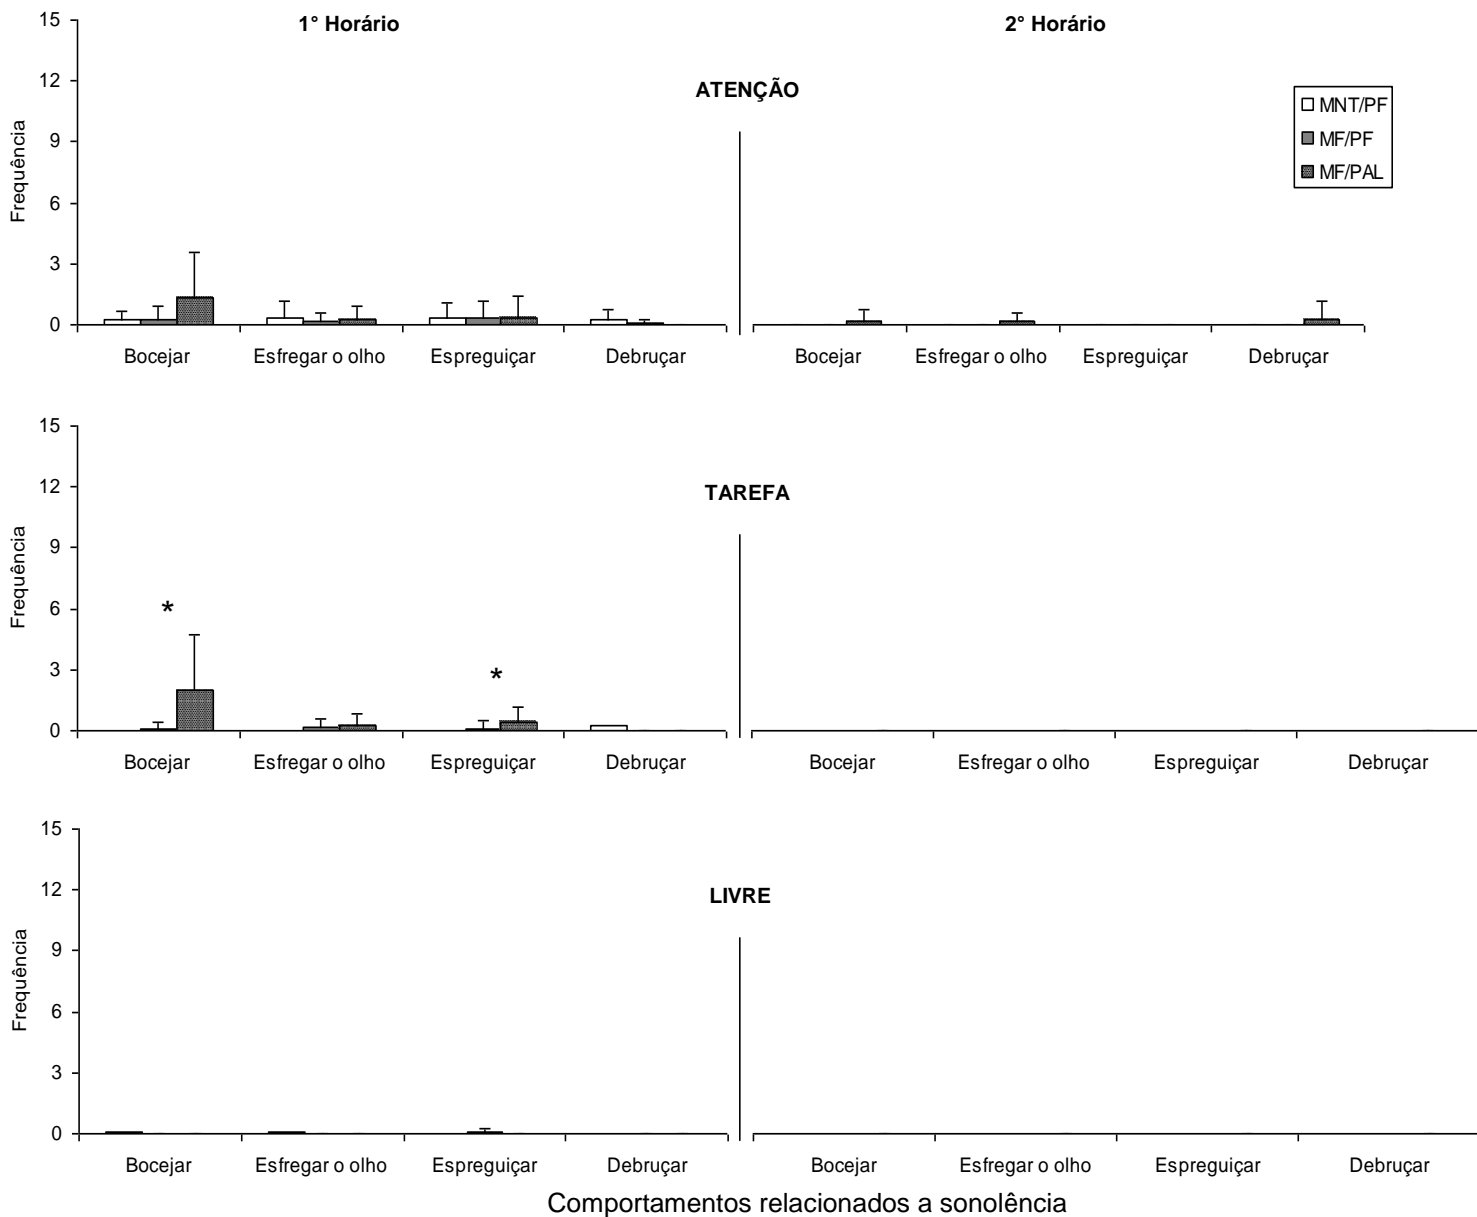 1° Horário
2° Horário
ATENÇÃO
MNT/PF
MF/PF
MF/PAL
Frequência
15
12
9
6
3
0
Bocejar Esfregar o olho Espreguiçar Debruçar
Bocejar Esfregar o olho Espreguiçar Debruçar
TAREFA
Frequência
15
12
9
6
3
0
*
*
Bocejar Esfregar o olho Espreguiçar Debruçar
Bocejar Esfregar o olho Espreguiçar Debruçar
LIVRE
Frequência
15
12
9
6
3
0
Bocejar Esfregar o olho Espreguiçar Debruçar
Bocejar Esfregar o olho Espreguiçar Debruçar
Comportamentos relacionados a sonolência